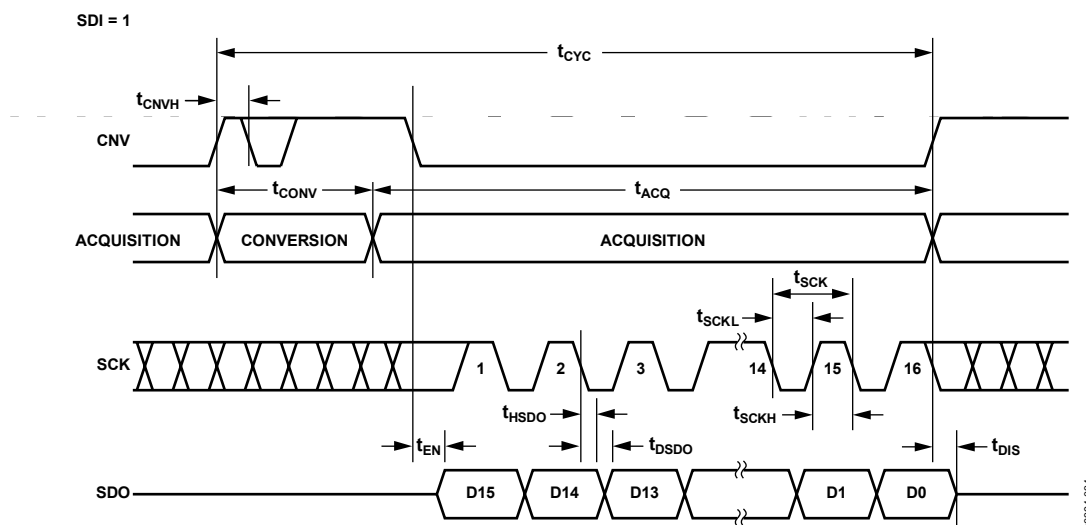 SDI = 1
tCYC
tCNVH
CNV
tCONV
tACQ
ACQUISITION
CONVERSION
ACQUISITION
tSCK
tSCKL
SCK
1
2
3
14
15
16
tHSDO
tSCKH
tEN
tDSDO
tDIS
SDO
D15
D14
D13
D1
D0